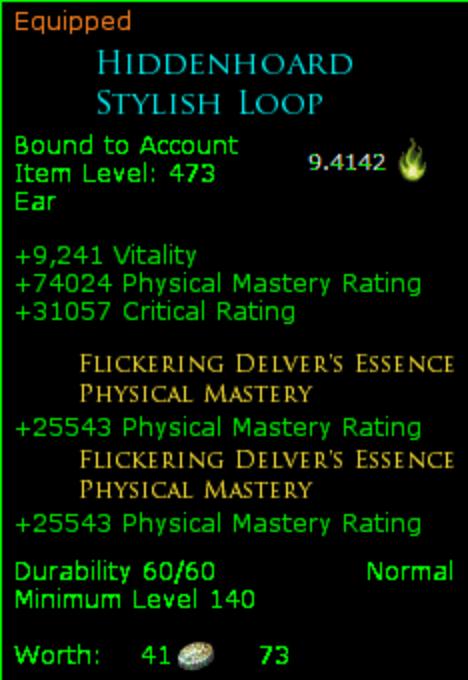 Equipped
Hiddenhoard
Stylish Loop
Bound to Account
9.4142
Item Level: 473
Ear
+9,241 Vitality
+74024 Physical Mastery Rating
+31057 Critical Rating
Flickering Delver's Essence
Physical Mastery
+25543 Physical Mastery Rating
Flickering Delver's Essence
Physical Mastery
+25543 Physical Mastery Rating
Durability 60/60 Normal
Minimum Level 140
Worth: 41 73